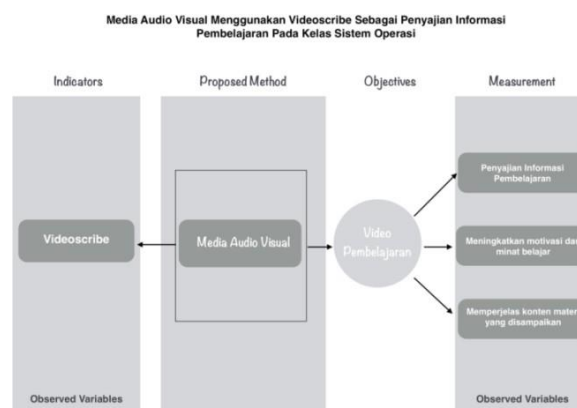 Media Audio Visual Menggunakan Videoscribe Sebagai Penyajian Informasi
Pembelajaran Pada Kelas Sistem Operasi
Indicators
Proposed Method
Objectives
Measurement
Videoscribe
Media Audio Visual
Video
Pembelajaran
Penyajian Informasi
Pembelajaran
Meningkatkan motivasi dan
minat belajar
Memperjelas konten mater
yang disampaikan
Observed Variables
Observed Variables